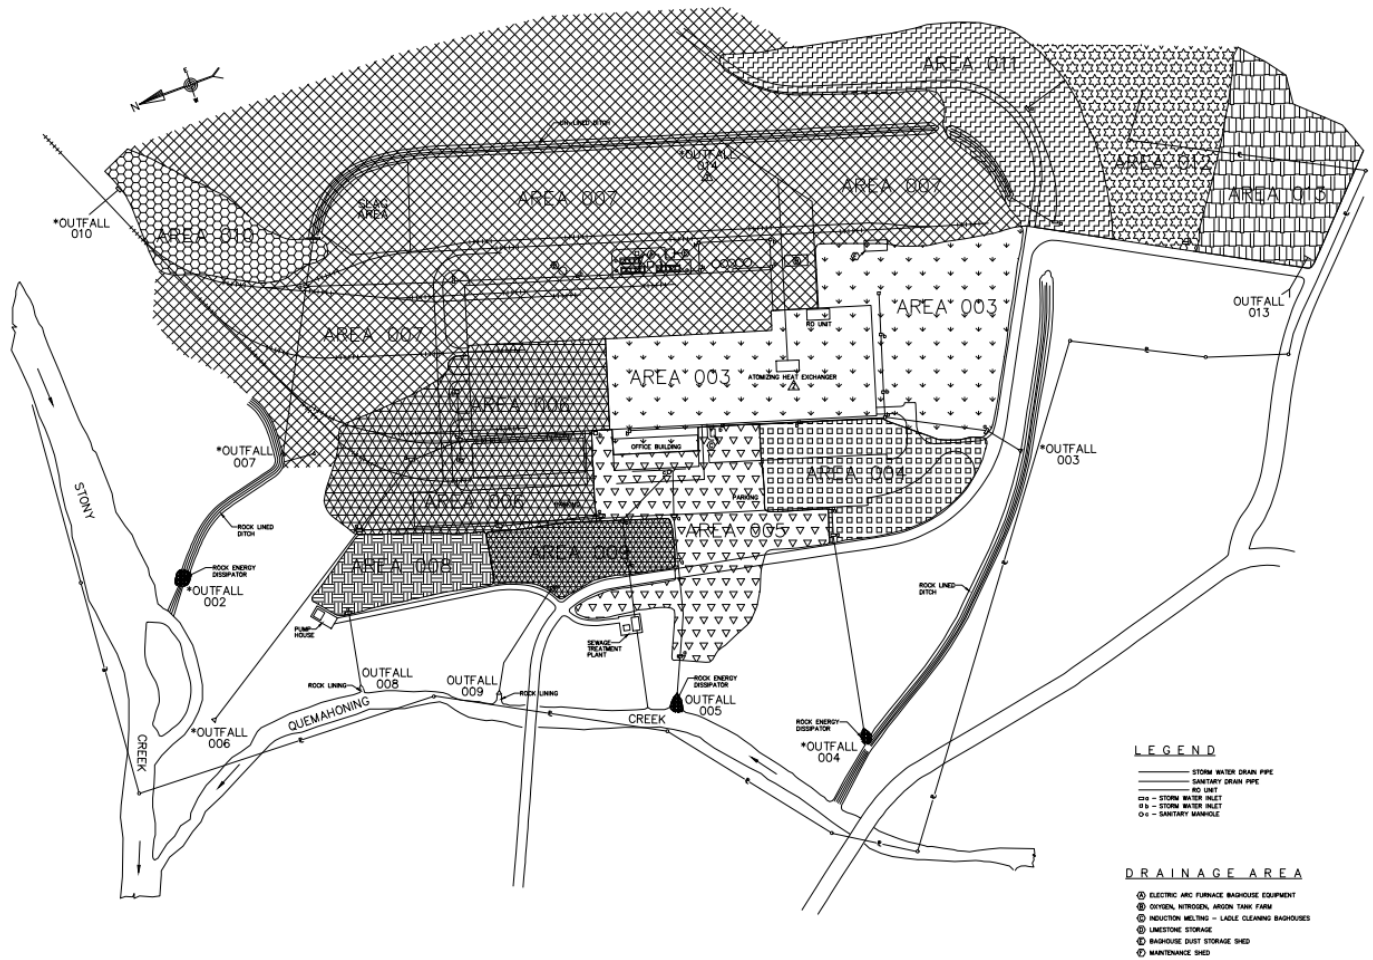 N
AREA 011
UN-LINED DITCH
*OUTFALL
014
AREA 012
AREA 007
AREA 007
AREA 013
SLAG
AREA
*OUTFALL
010
AREA 010
OUTFALL
013
AREA 003
RO UNIT
AREA 007
AREA 003
ATOMIZING HEAT EXCHANGER
AREA 006
OFFICE BUILDING
*OUTFALL
007
*OUTFALL
003
AREA 004
STONY
AREA 006
PARKING
PARKING
ROCK LINED
DITCH
AREA 005
AREA 009
AREA 008
ROCK ENERGY
DISSIPATOR
*OUTFALL
002
ROCK LINED
DITCH
PUMP
HOUSE
SEWAGE
TREATMENT
PLANT
OUTFALL
008
OUTFALL
009
ROCK LINING
ROCK LINING
ROCK ENERGY
DISSIPATOR
OUTFALL
005
QUEMAHONING
CREEK
*OUTFALL
006
CREEK
ROCK ENERGY
DISSIPATOR
*OUTFALL
004
LEGEND
STORM WATER DRAIN PIPE
SANITARY DRAIN PIPE
RO UNIT
a - STORM WATER INLET
b - STORM WATER INLET
c - SANITARY MANHOLE
DRAINAGE AREA
A ELECTRIC ARC FURNACE BAGHOUSE EQUIPMENT
B OXYGEN, NITROGEN, ARGON TANK FARM
C INDUCTION MELTING - LADLE CLEANING BAGHOUSES
D LIMESTONE STORAGE
E BAGHOUSE DUST STORAGE SHED
F MAINTENANCE SHED